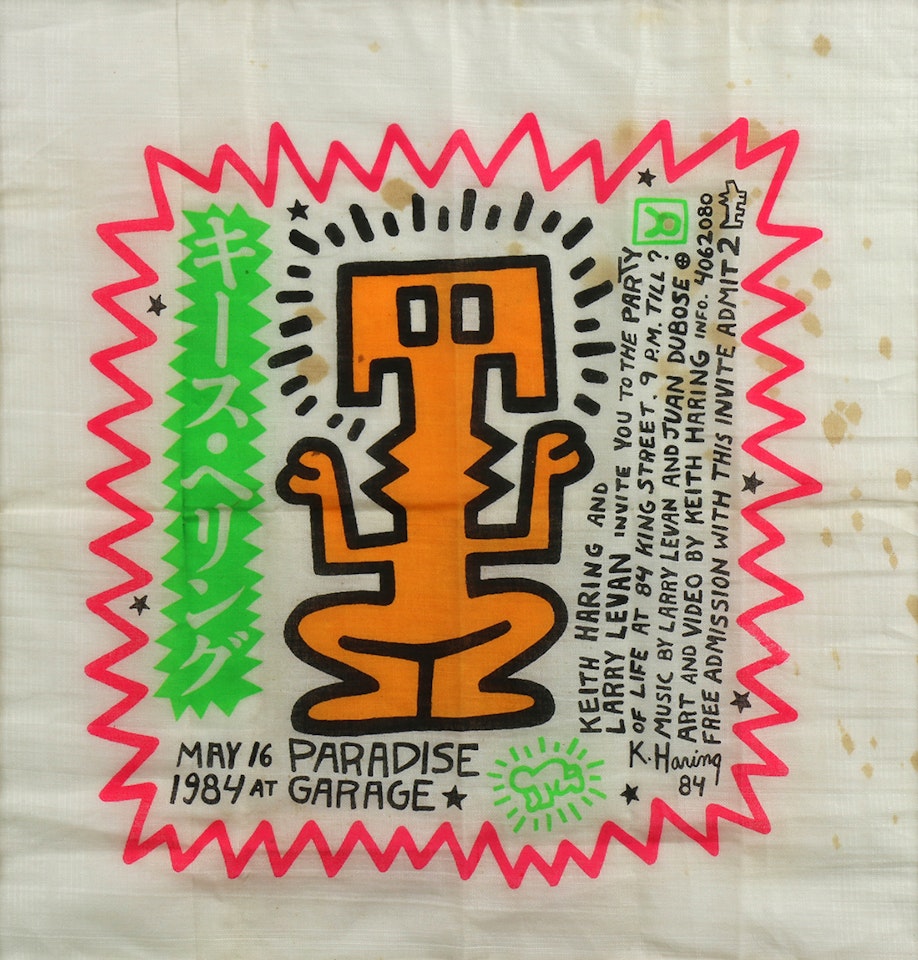 キース・ヘリング
MAY 16 PARADISE
1984 AT GARAGE
KEITH HARING AND
LARRY LEVAN INVITE YOU TO THE PARTY
OF LIFE AT 84 KING STREET. 9 P.M. TILL?
MUSIC BY LARRY LEVAN AND JUAN DUBOSE
ART AND VIDEO BY KEITH HARING INFO. 4062080
FREE ADMISSION WITH THIS INVITE ADMIT 2
K. Haring
84